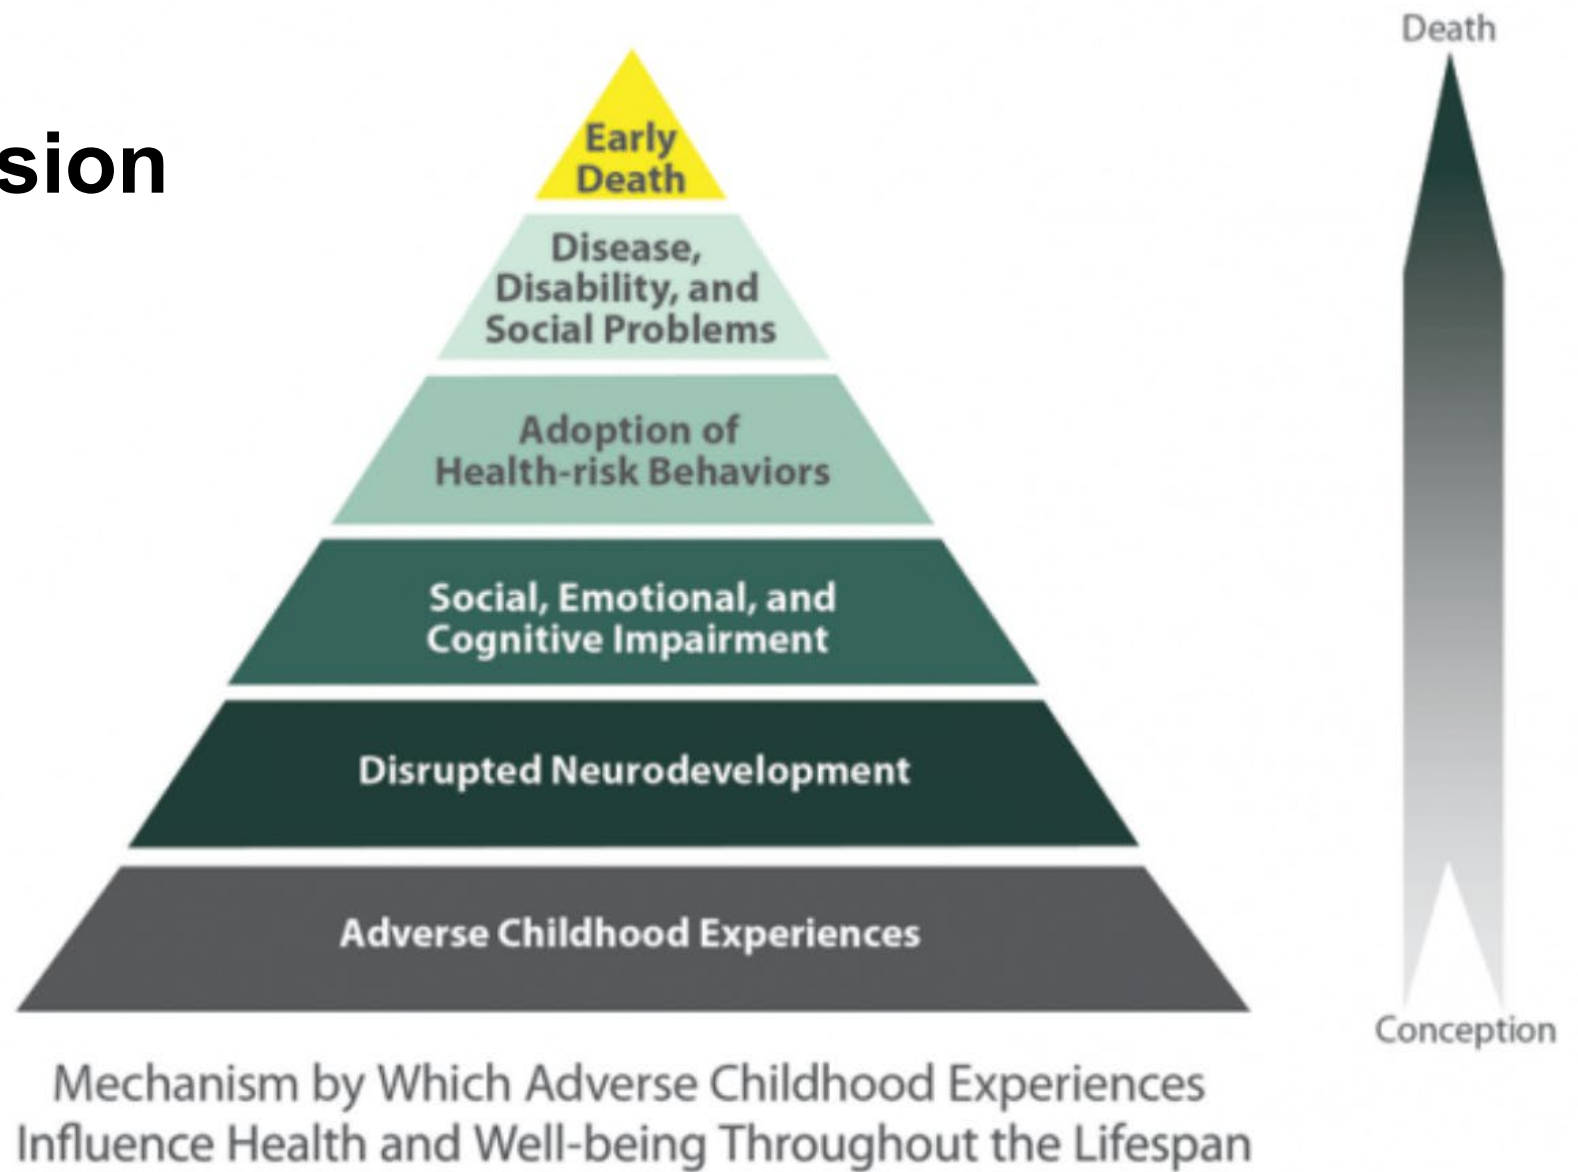 Death
sion
Early
Death
Disease,
Disability, and
Social Problems
Adoption of
Health-risk Behaviors
Social, Emotional, and
Cognitive Impairment
Disrupted Neurodevelopment
Adverse Childhood Experiences
Conception
Mechanism by Which Adverse Childhood Experiences
Influence Health and Well-being Throughout the Lifespan